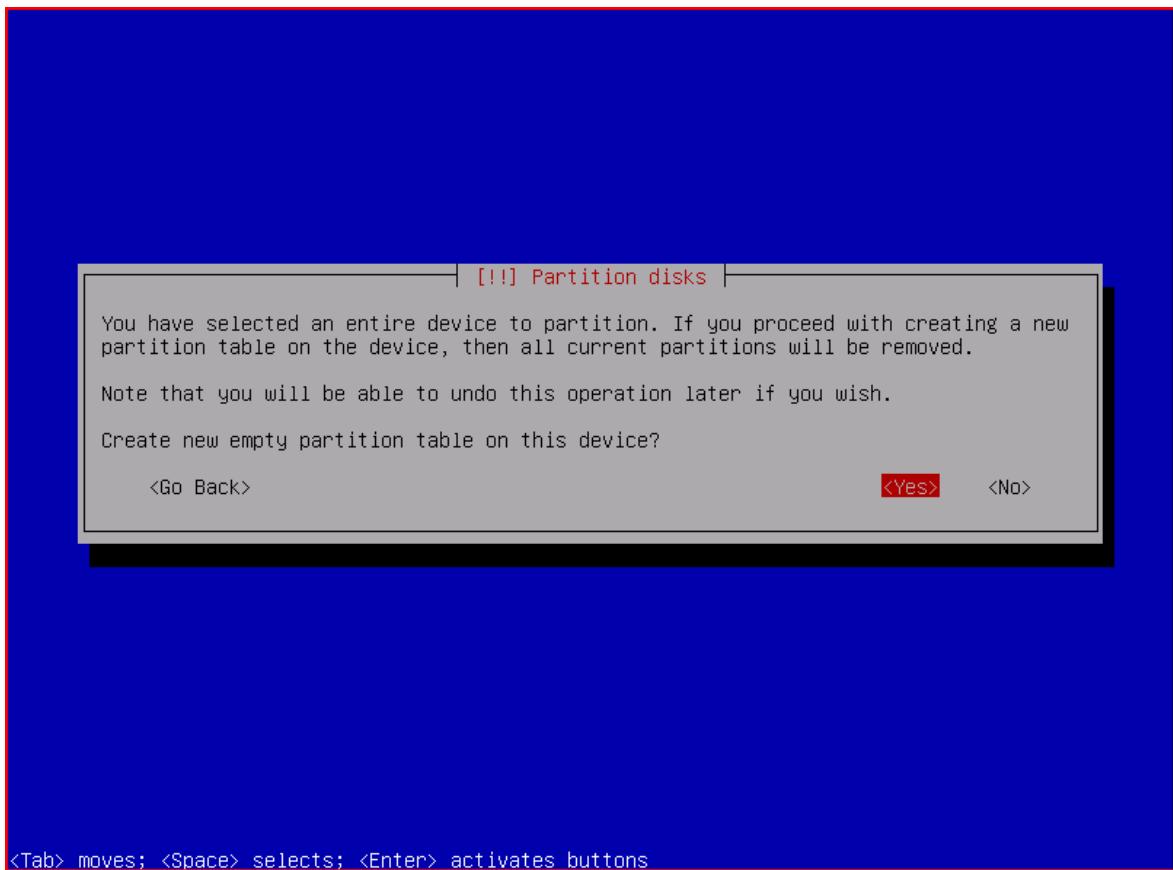 [!!] Partition disks
You have selected an entire device to partition. If you proceed with creating a new
partition table on the device, then all current partitions will be removed.
Note that you will be able to undo this operation later if you wish.
Create new empty partition table on this device?
<Go Back> <Yes> <No>
<Tab> moves; <Space> selects; <Enter> activates buttons